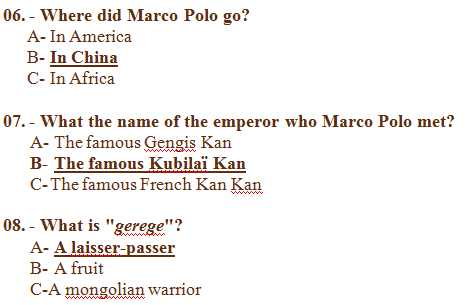 06. - Where did Marco Polo go?
A- In America
B- In China
C- In Africa
07. - What the name of the emperor who Marco Polo met?
A- The famous Gengis Kan
B- The famous Kubilaï Kan
C- The famous French Kan Kan
08. - What is "gerege"?
A- A laisser-passer
B- A fruit
C-A mongolian warrior